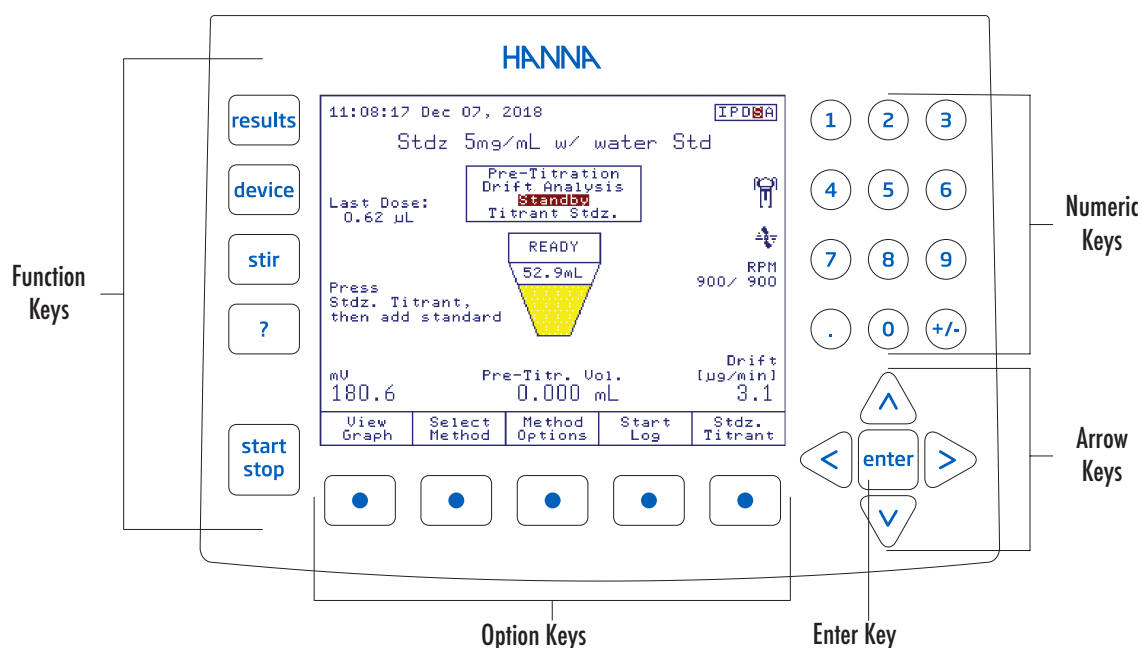 HANNA
results
device
stir
?
start
stop
Function
Keys
11:08:17 Dec 07, 2018
IPDSA
Stdz 5mg/mL w/ water Std
Pre-Titration
Drift Analysis
Standby
Titrant Stdz.
Last Dose:
0.62 µL
READY
52.9mL
RPM
900/ 900
Press
Stdz. Titrant,
then add standard
mV
180.6
Pre-Titr. Vol.
0.000 mL
Drift
[µg/min]
3.1
View
Graph
Select
Method
Method
Options
Start
Log
Stdz.
Titrant
1 2 3
4 5 6
7 8 9
. 0 +/-
Numeric
Keys
enter
Arrow
Keys
Option Keys
Enter Key